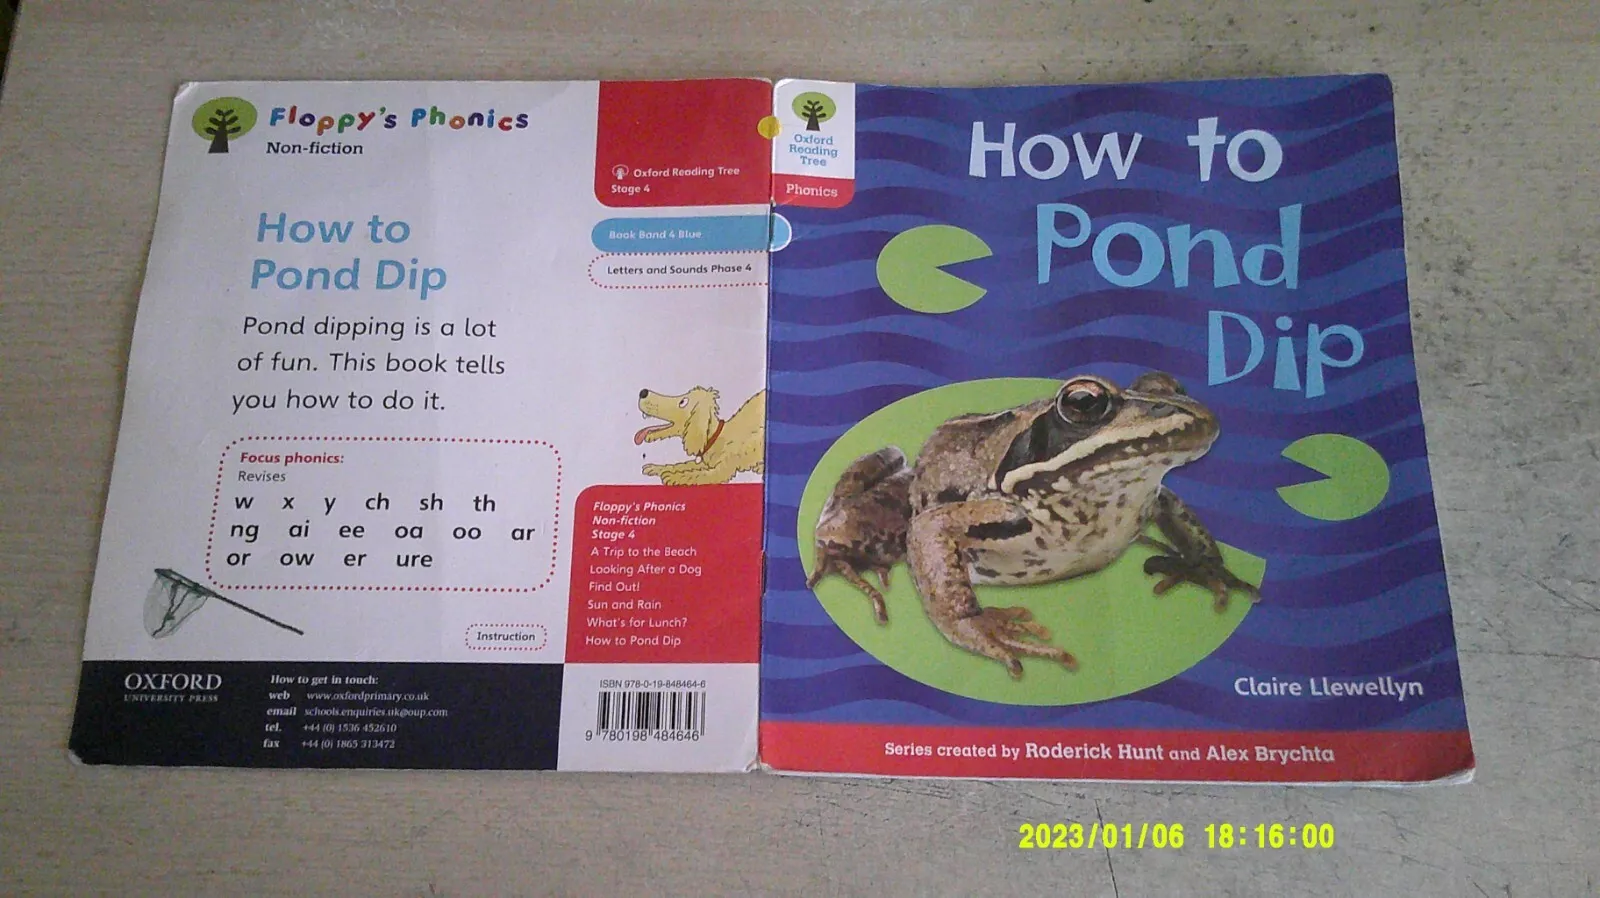 Floppy's Phonics
Non-fiction
Oxford Reading Tree
Stage 4
Book Band 4 Blue
Letters and Sounds Phase 4
How to
Pond Dip
Pond dipping is a lot
of fun. This book tells
you how to do it.
Focus phonics:
Revises
w x y ch sh th
ng ai ee oa oo ar
or ow er ure
Instruction
Floppy's Phonics
Non-fiction
Stage 4
A Trip to the Beach
Looking After a Dog
Find Out!
Sun and Rain
What's for Lunch?
How to Pond Dip
OXFORD
UNIVERSITY PRESS
How to get in touch:
web www.oxfordprimary.co.uk
email schools.enquiries.uk@oup.com
tel. +44 (0) 1536 452610
fax +44 (0) 1865 313472
ISBN 978-0-19-848464-6
9 780198 484646
Oxford
Reading
Tree
Phonics
How to
Pond
Dip
Claire Llewellyn
Series created by Roderick Hunt and Alex Brychta
2023/01/06 18:16:00